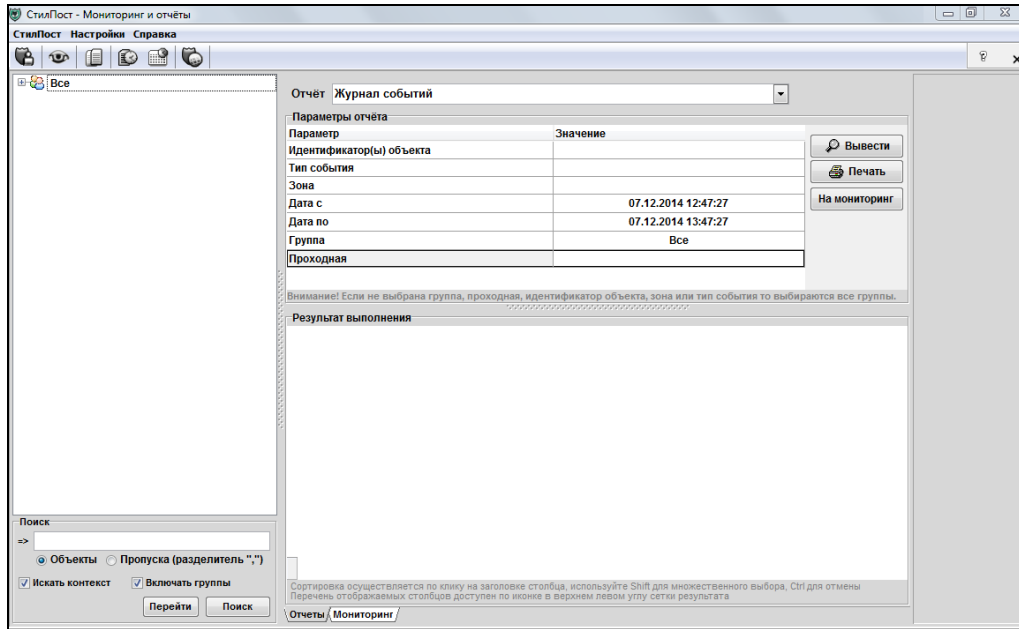 СтилПост - Мониторинг и отчёты
СтилПост Настройки Справка
Все
Отчёт Журнал событий
Параметры отчёта
Параметр Значение
Идентификатор(ы) объекта
Тип события
Зона
Дата с 07.12.2014 12:47:27
Дата по 07.12.2014 13:47:27
Группа Все
Проходная
Вывести
Печать
На мониторинг
Внимание! Если не выбрана группа, проходная, идентификатор объекта, зона или тип события то выбираются все группы.
Результат выполнения
Поиск
=>
Объекты Пропуска (разделитель ",")
Искать контекст Включать группы
Перейти Поиск
Сортировка осуществляется по клику на заголовке столбца, используйте Shift для множественного выбора, Ctrl для отмены
Перечень отображаемых столбцов доступен по иконке в верхнем левом углу сетки результата
Отчеты Мониторинг